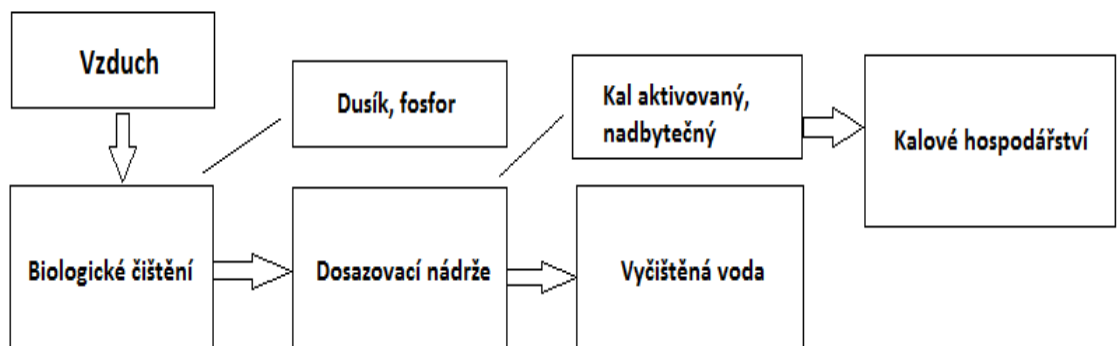 Vzduch
Dusík, fosfor
Kal aktivovaný,
nadbytečný
Kalové hospodářství
Biologické čištění
Dosazovací nádrže
Vyčištěná voda